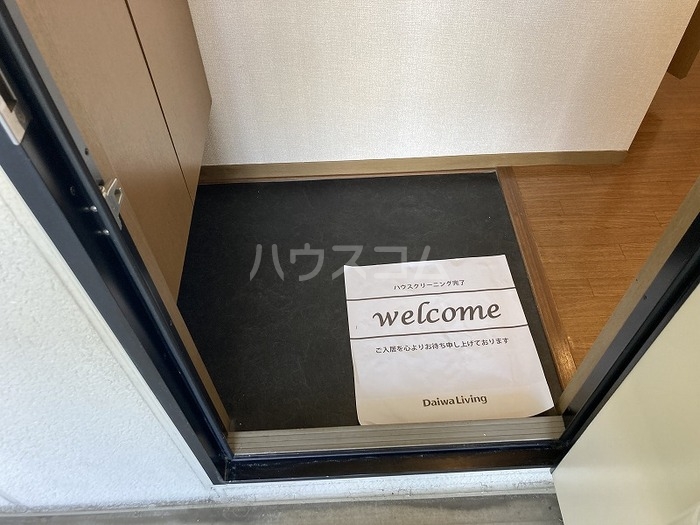 ハウスコム
ハウスクリーニング完了
welcome
ご入居を心よりお待ち申し上げております
DaiwaLiving